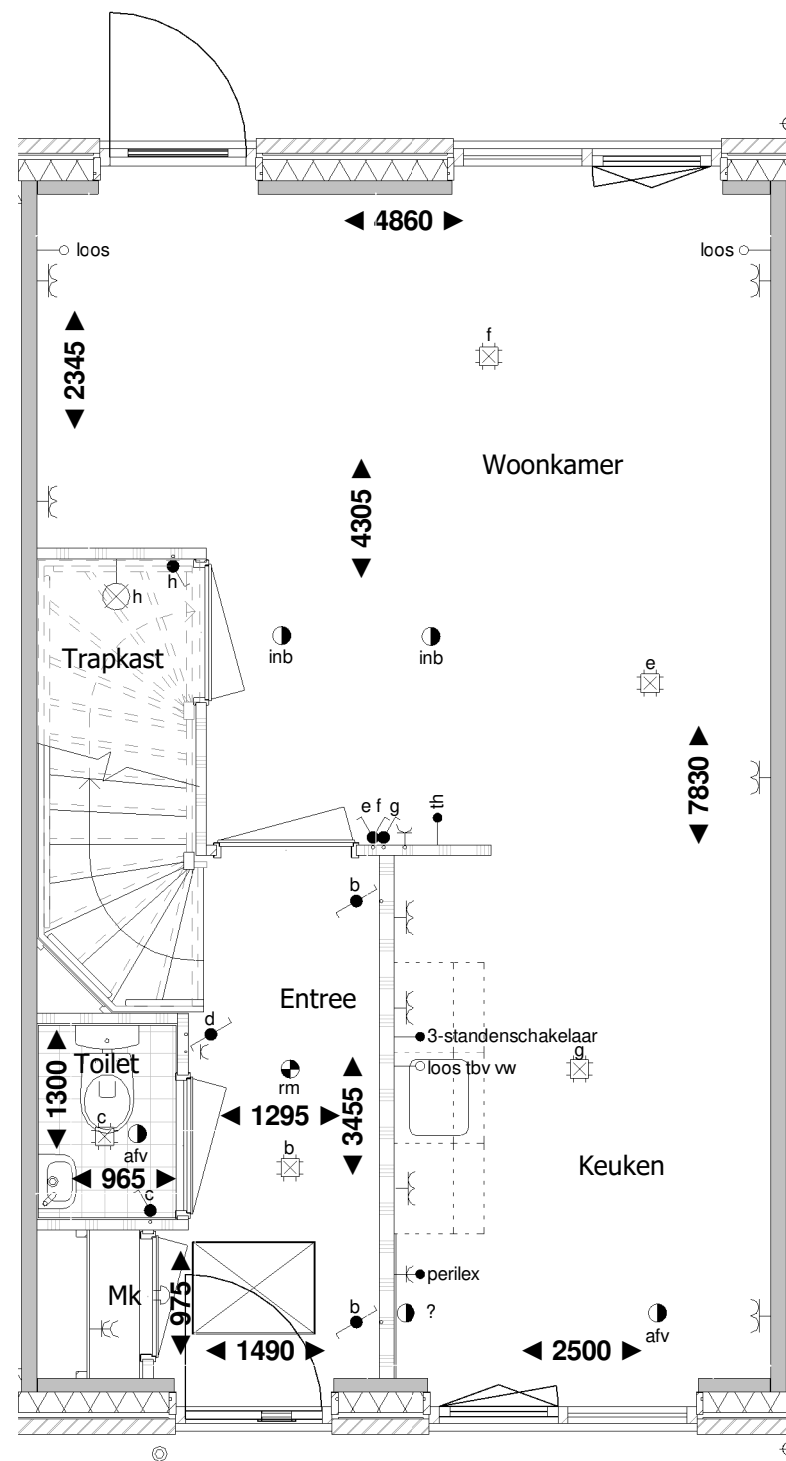 ◄ 4860 ►
loos
loos
◄ 2345 ►
f
Woonkamer
◄ 4305 ►
h
h
Trapkast
inb
inb
e
◄ 7830 ►
e f g
th
b
Entree
d
3-standenschakelaar
Toilet
g
loos tbv vw
rm
◄ 1300 ►
◄ 1295 ►
◄ 3455 ►
c
afv
b
Keuken
◄ 965 ►
c
perilex
Mk
◄ 975 ►
b
?
afv
◄ 1490 ►
◄ 2500 ►